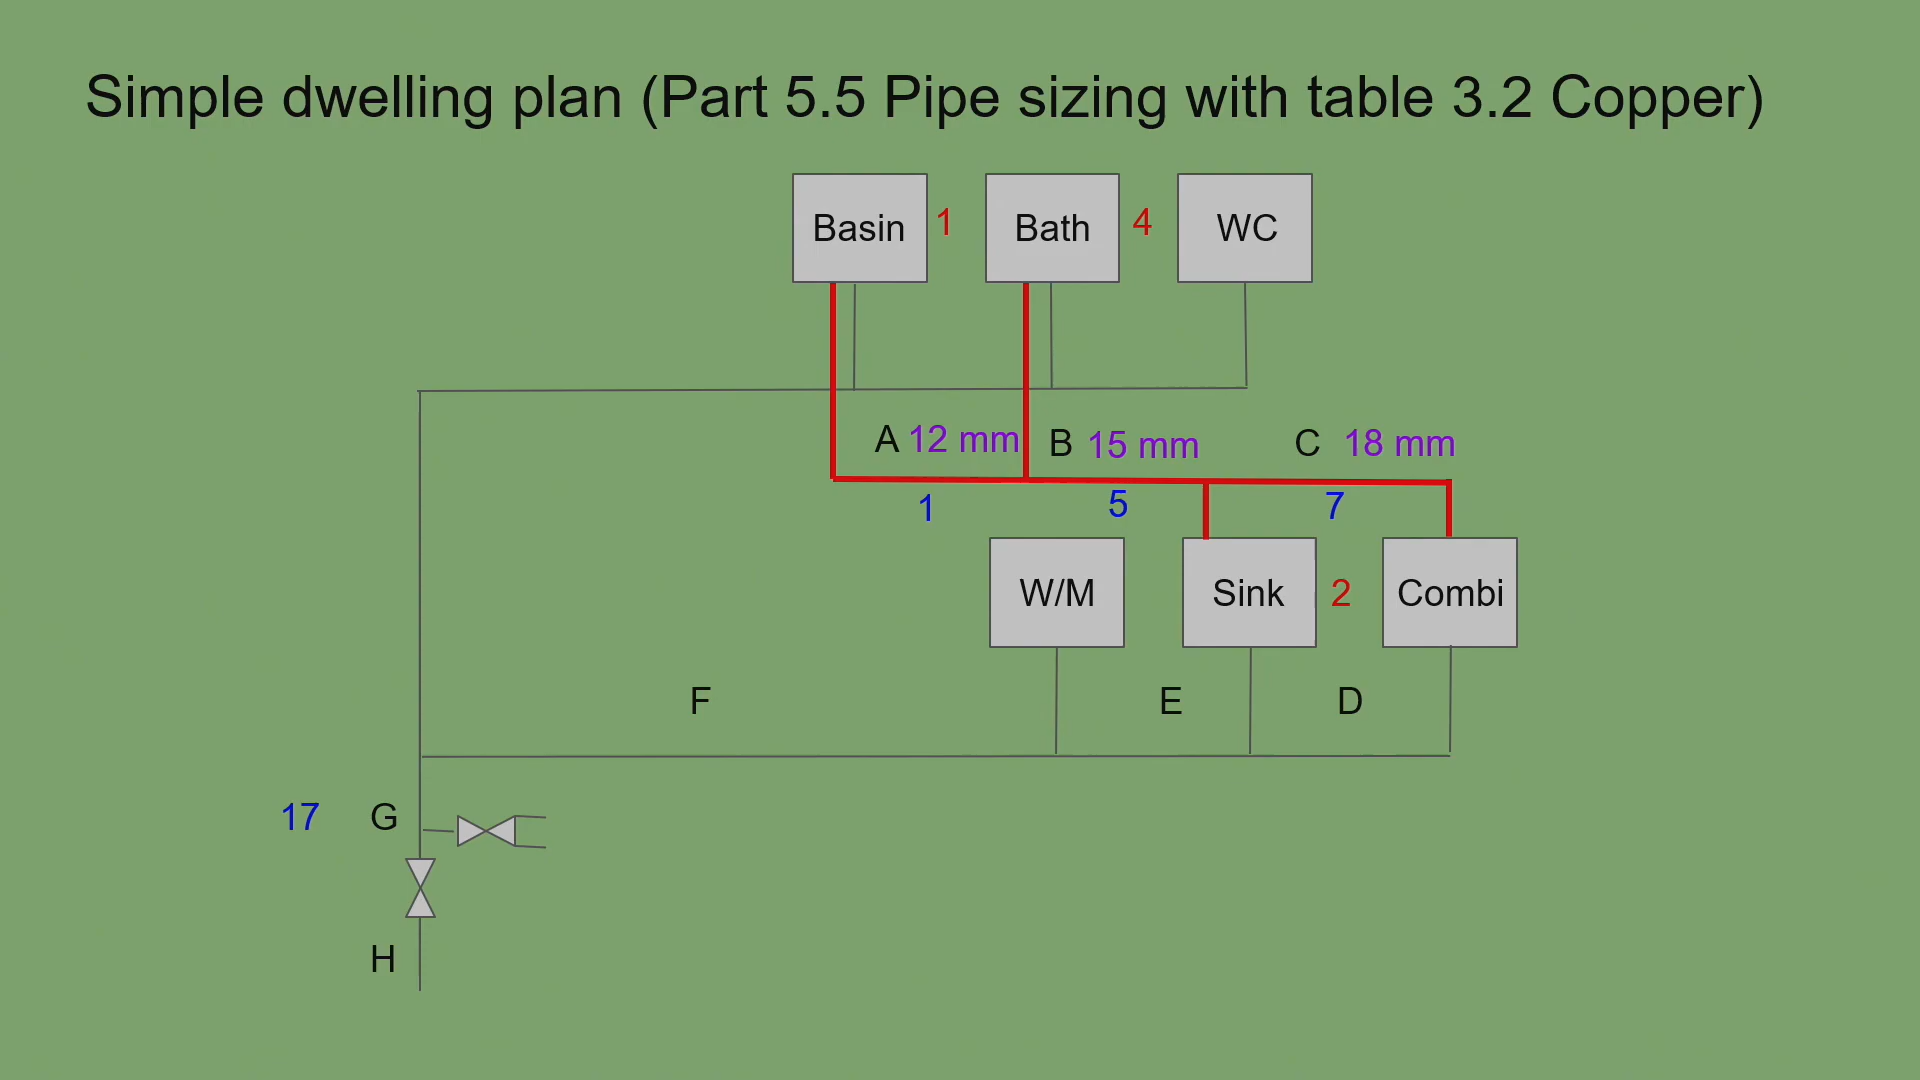 Simple dwelling plan (Part 5.5 Pipe sizing with table 3.2 Copper)
Basin 1 Bath 4 WC
A 12 mm B 15 mm C 18 mm
1 5 7
W/M Sink 2 Combi
F E D
17 G
H